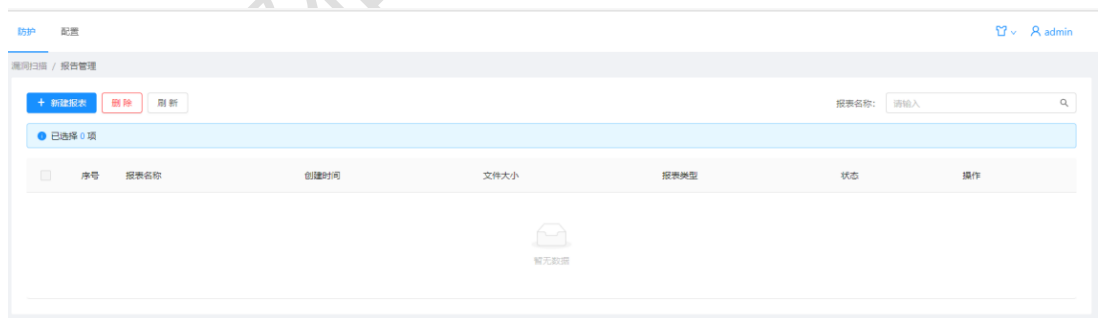 防护 配置 admin
漏洞扫描 / 报告管理
+ 新建报表 删除 刷新 报表名称: 请输入
已选择 0 项
序号 报表名称 创建时间 文件大小 报表类型 状态 操作
暂无数据